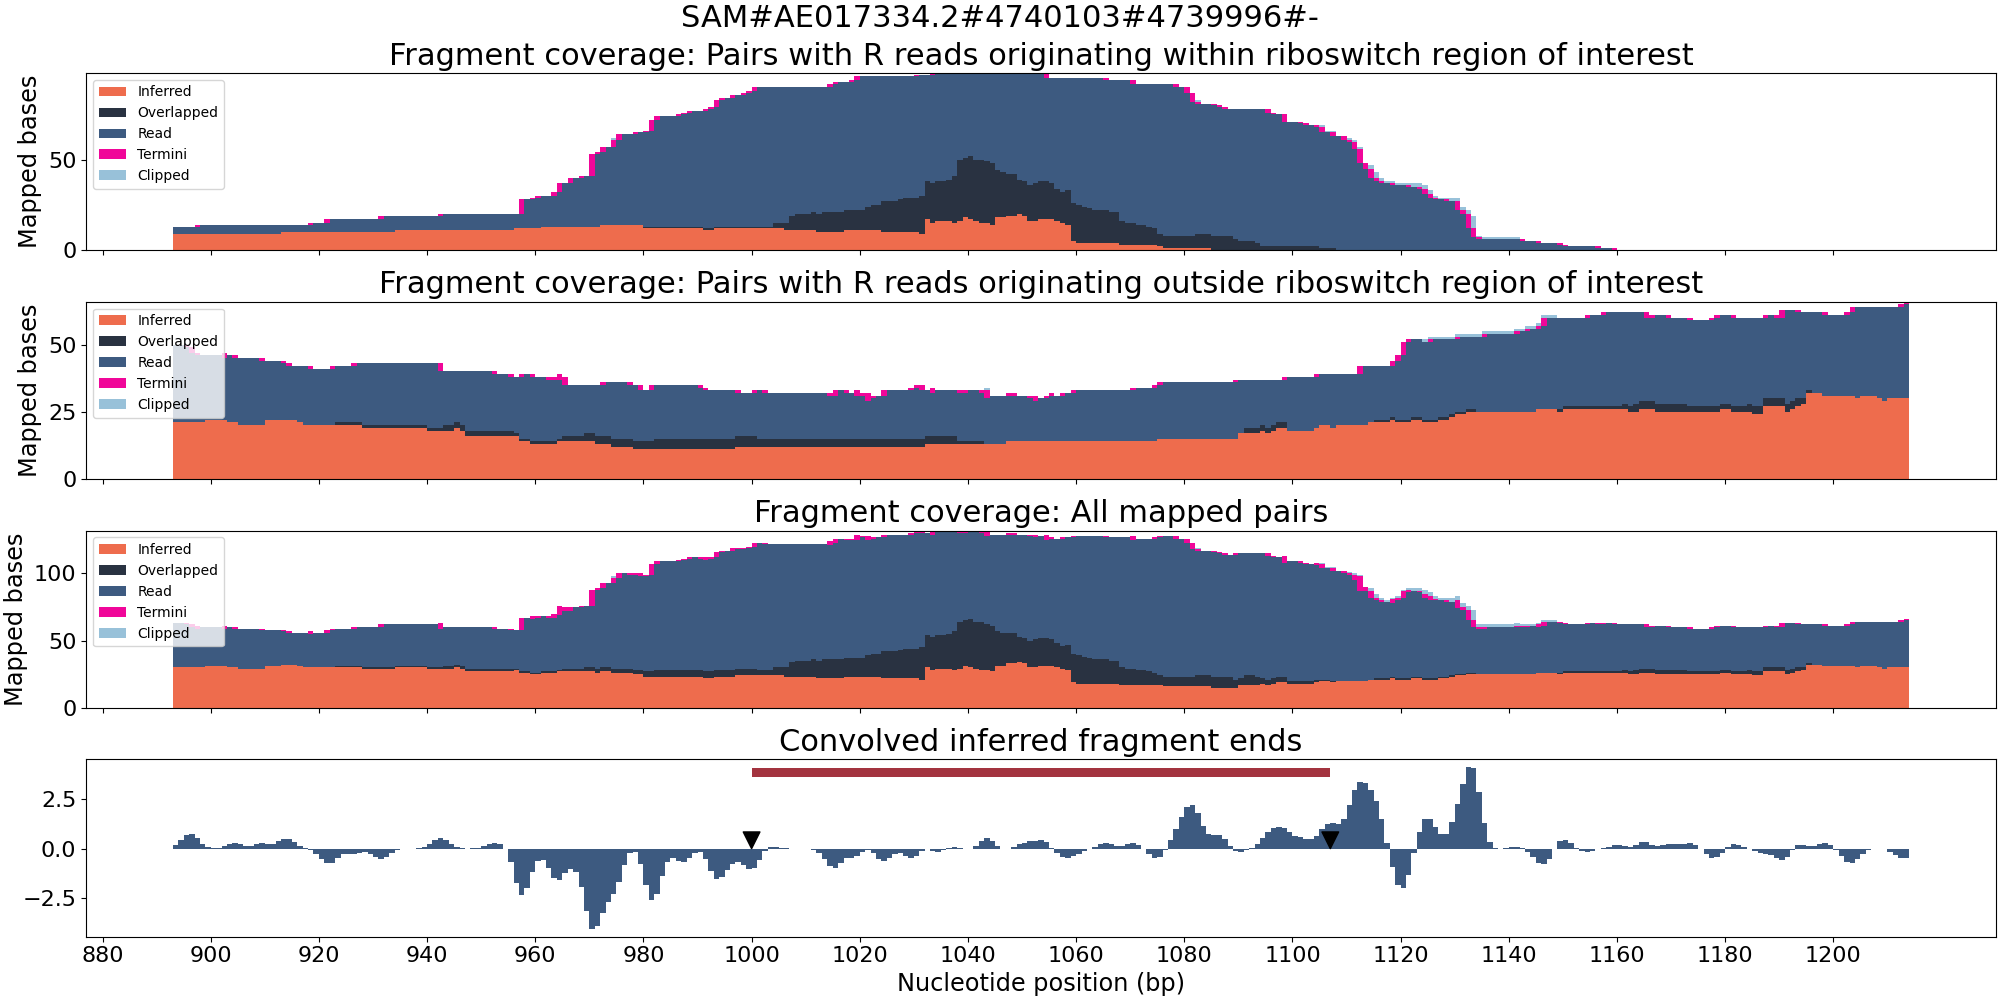 SAM#AE017334.2#4740103#4739996#-
Fragment coverage: Pairs with R reads originating within riboswitch region of interest
Mapped bases
50
0
Inferred
Overlapped
Read
Termini
Clipped
Fragment coverage: Pairs with R reads originating outside riboswitch region of interest
Mapped bases
50
25
0
Inferred
Overlapped
Read
Termini
Clipped
Fragment coverage: All mapped pairs
Mapped bases
100
50
0
Inferred
Overlapped
Read
Termini
Clipped
Convolved inferred fragment ends
2.5
0.0
−2.5
880 900 920 940 960 980 1000 1020 1040 1060 1080 1100 1120 1140 1160 1180 1200
Nucleotide position (bp)